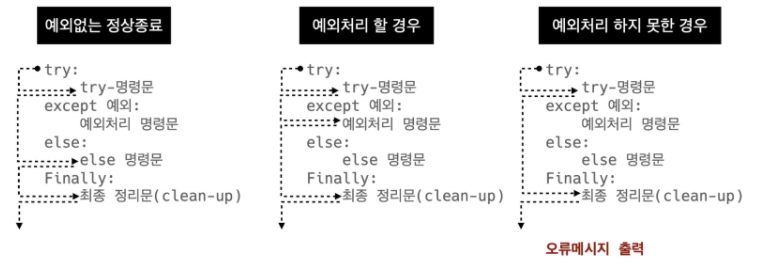 예외없는 정상종료
try:
try-명령문
except 예외:
예외처리 명령문
else:
else 명령문
Finally:
최종 정리문(clean-up)
예외처리 할 경우
try:
try-명령문
except 예외:
예외처리 명령문
else:
else 명령문
Finally:
최종 정리문(clean-up)
예외처리 하지 못한 경우
try:
try-명령문
except 예외:
예외처리 명령문
else:
else 명령문
Finally:
최종 정리문(clean-up)
오류메시지 출력